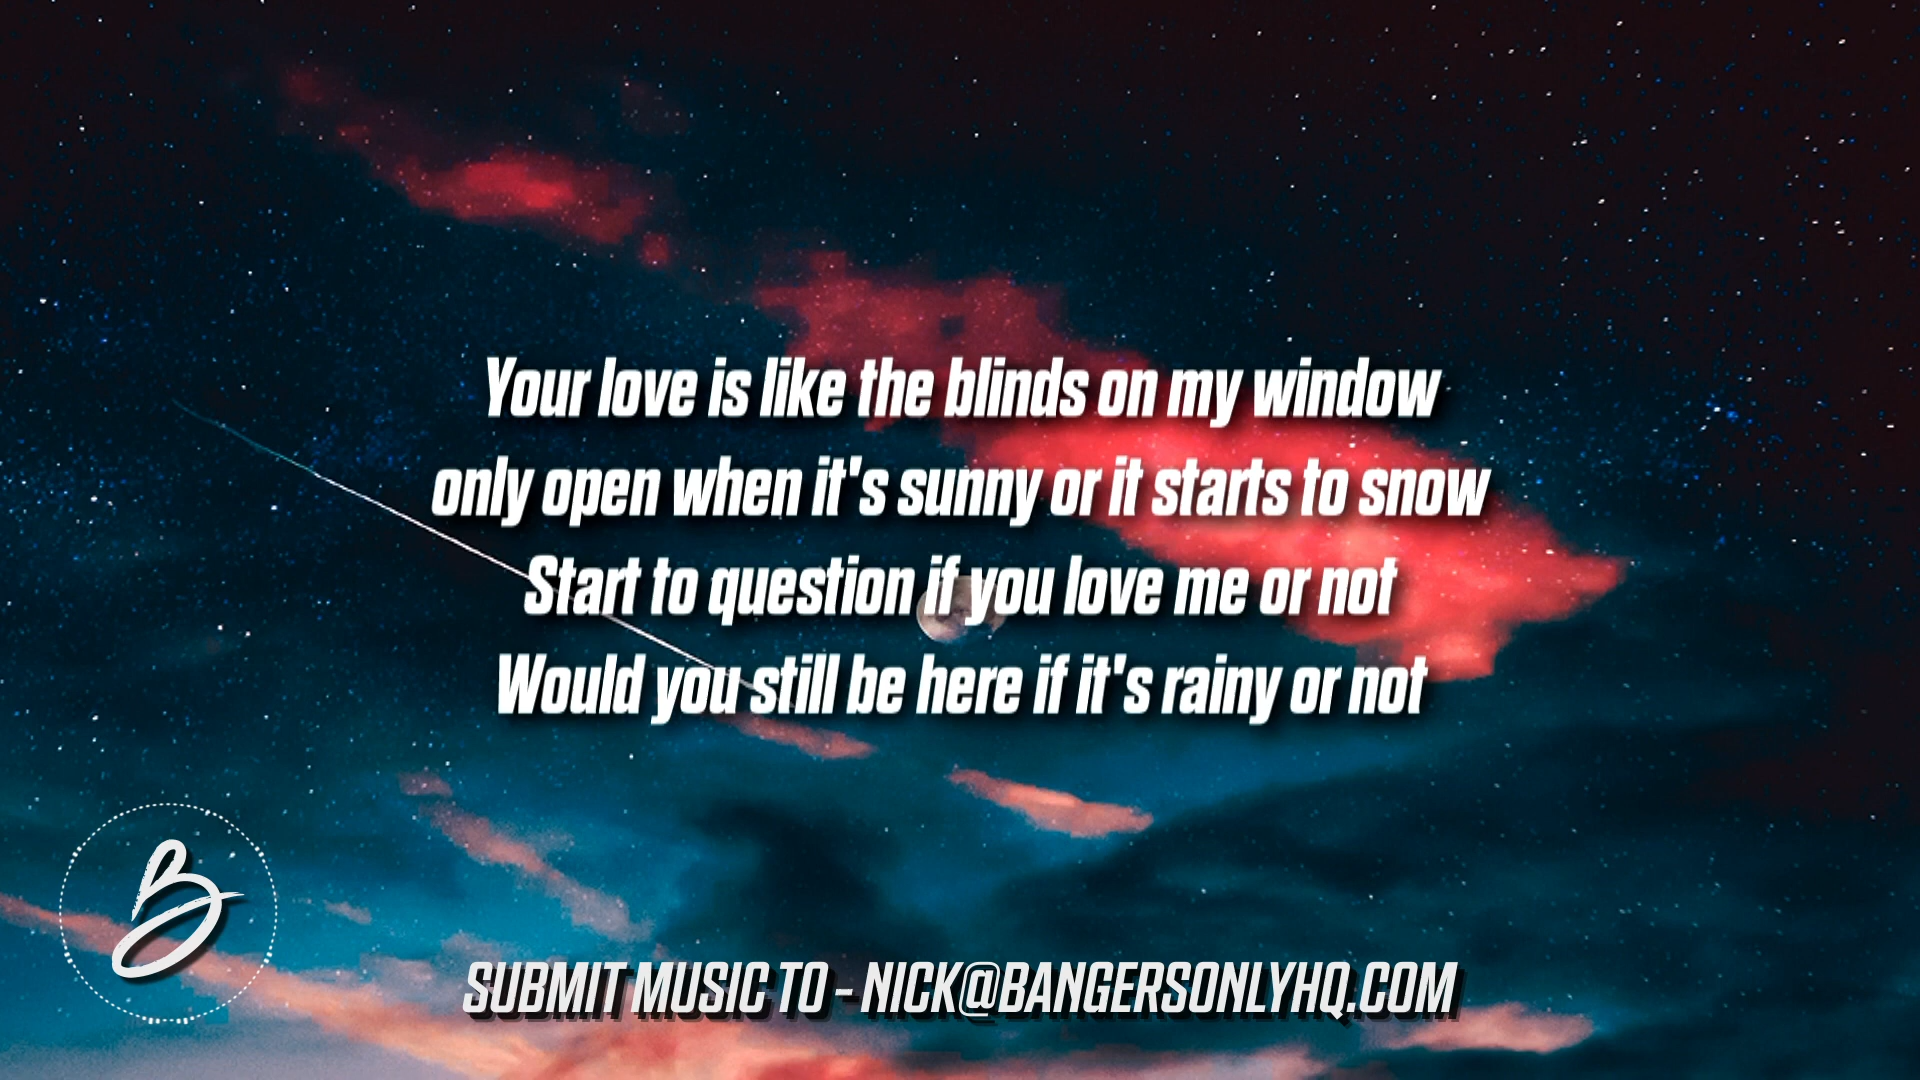 Your love is like the blinds on my window
only open when it's sunny or it starts to snow
Start to question if you love me or not
Would you still be here if it's rainy or not
B
SUBMIT MUSIC TO - NICK@BANGERSONLYHQ.COM